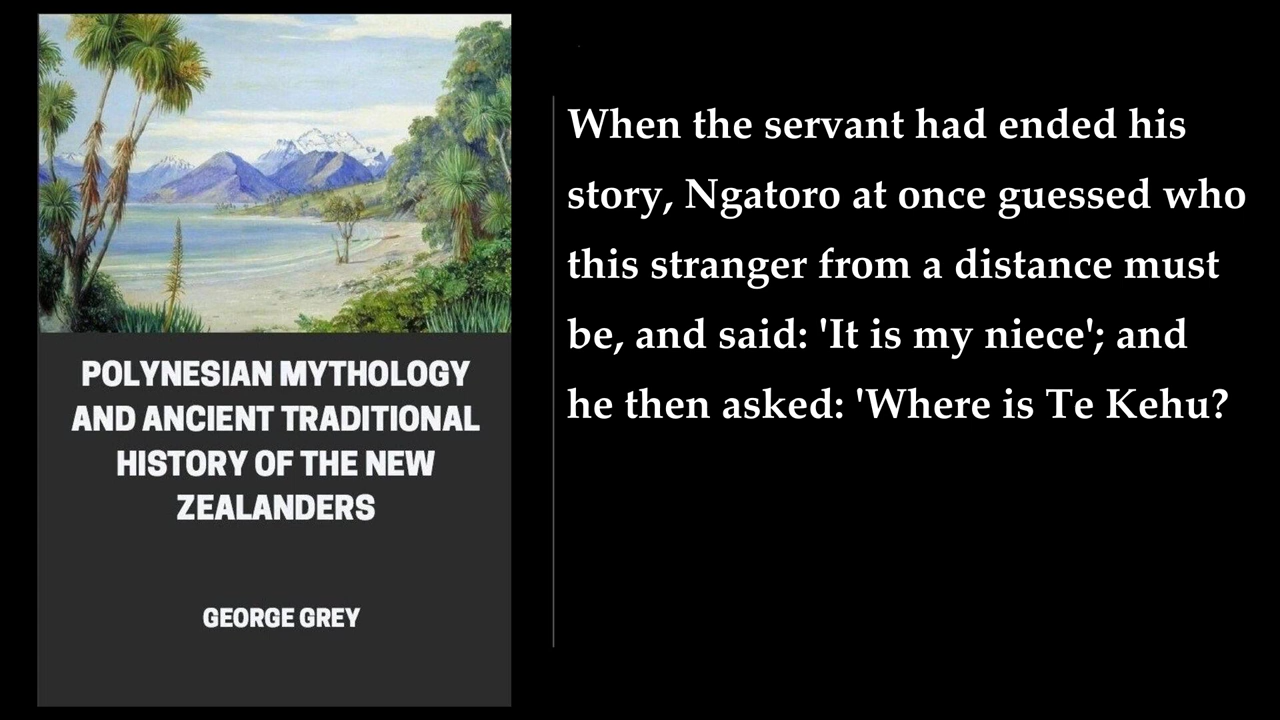 POLYNESIAN MYTHOLOGY
AND ANCIENT TRADITIONAL
HISTORY OF THE NEW
ZEALANDERS
GEORGE GREY
When the servant had ended his
story, Ngatoro at once guessed who
this stranger from a distance must
be, and said: 'It is my niece'; and
he then asked: 'Where is Te Kehu?